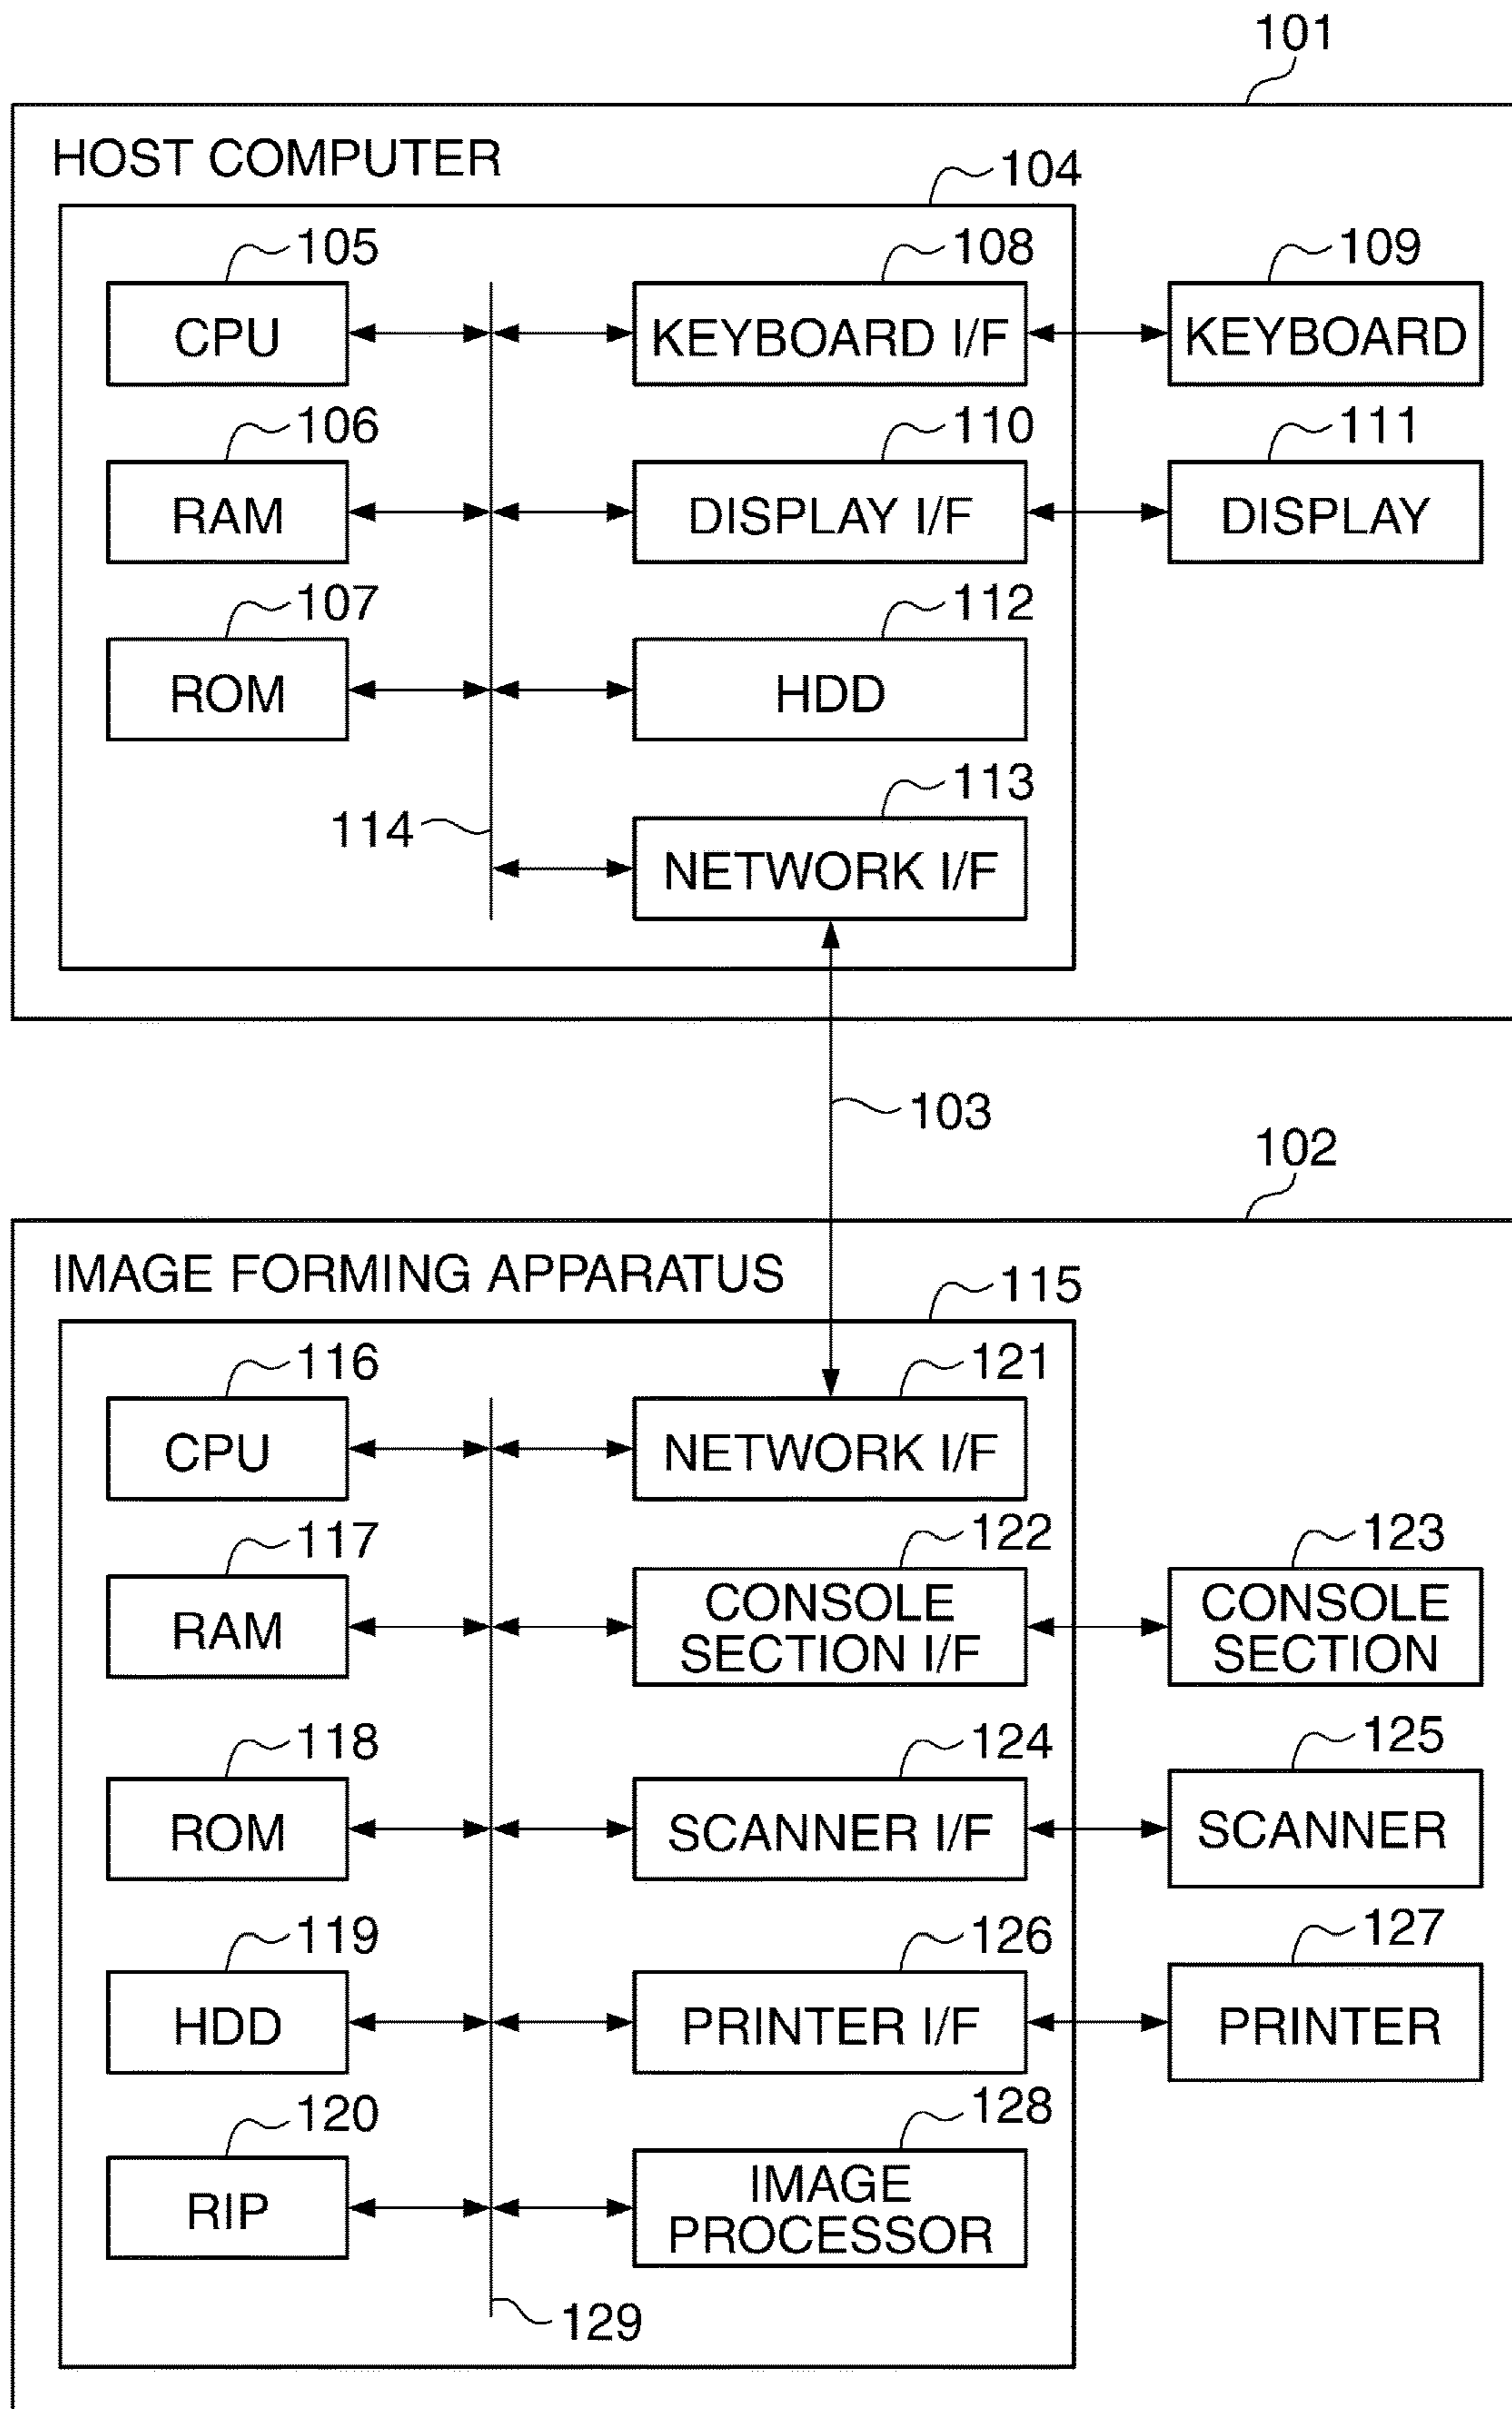 101
HOST COMPUTER
104
105
108
109
CPU
KEYBOARD I/F
KEYBOARD
106
110
111
RAM
DISPLAY I/F
DISPLAY
107
112
ROM
HDD
113
114
NETWORK I/F
103
102
IMAGE FORMING APPARATUS
115
116
121
CPU
NETWORK I/F
117
122
123
RAM
CONSOLE
SECTION I/F
CONSOLE
SECTION
118
124
125
ROM
SCANNER I/F
SCANNER
119
126
127
HDD
PRINTER I/F
PRINTER
120
128
RIP
IMAGE
PROCESSOR
129